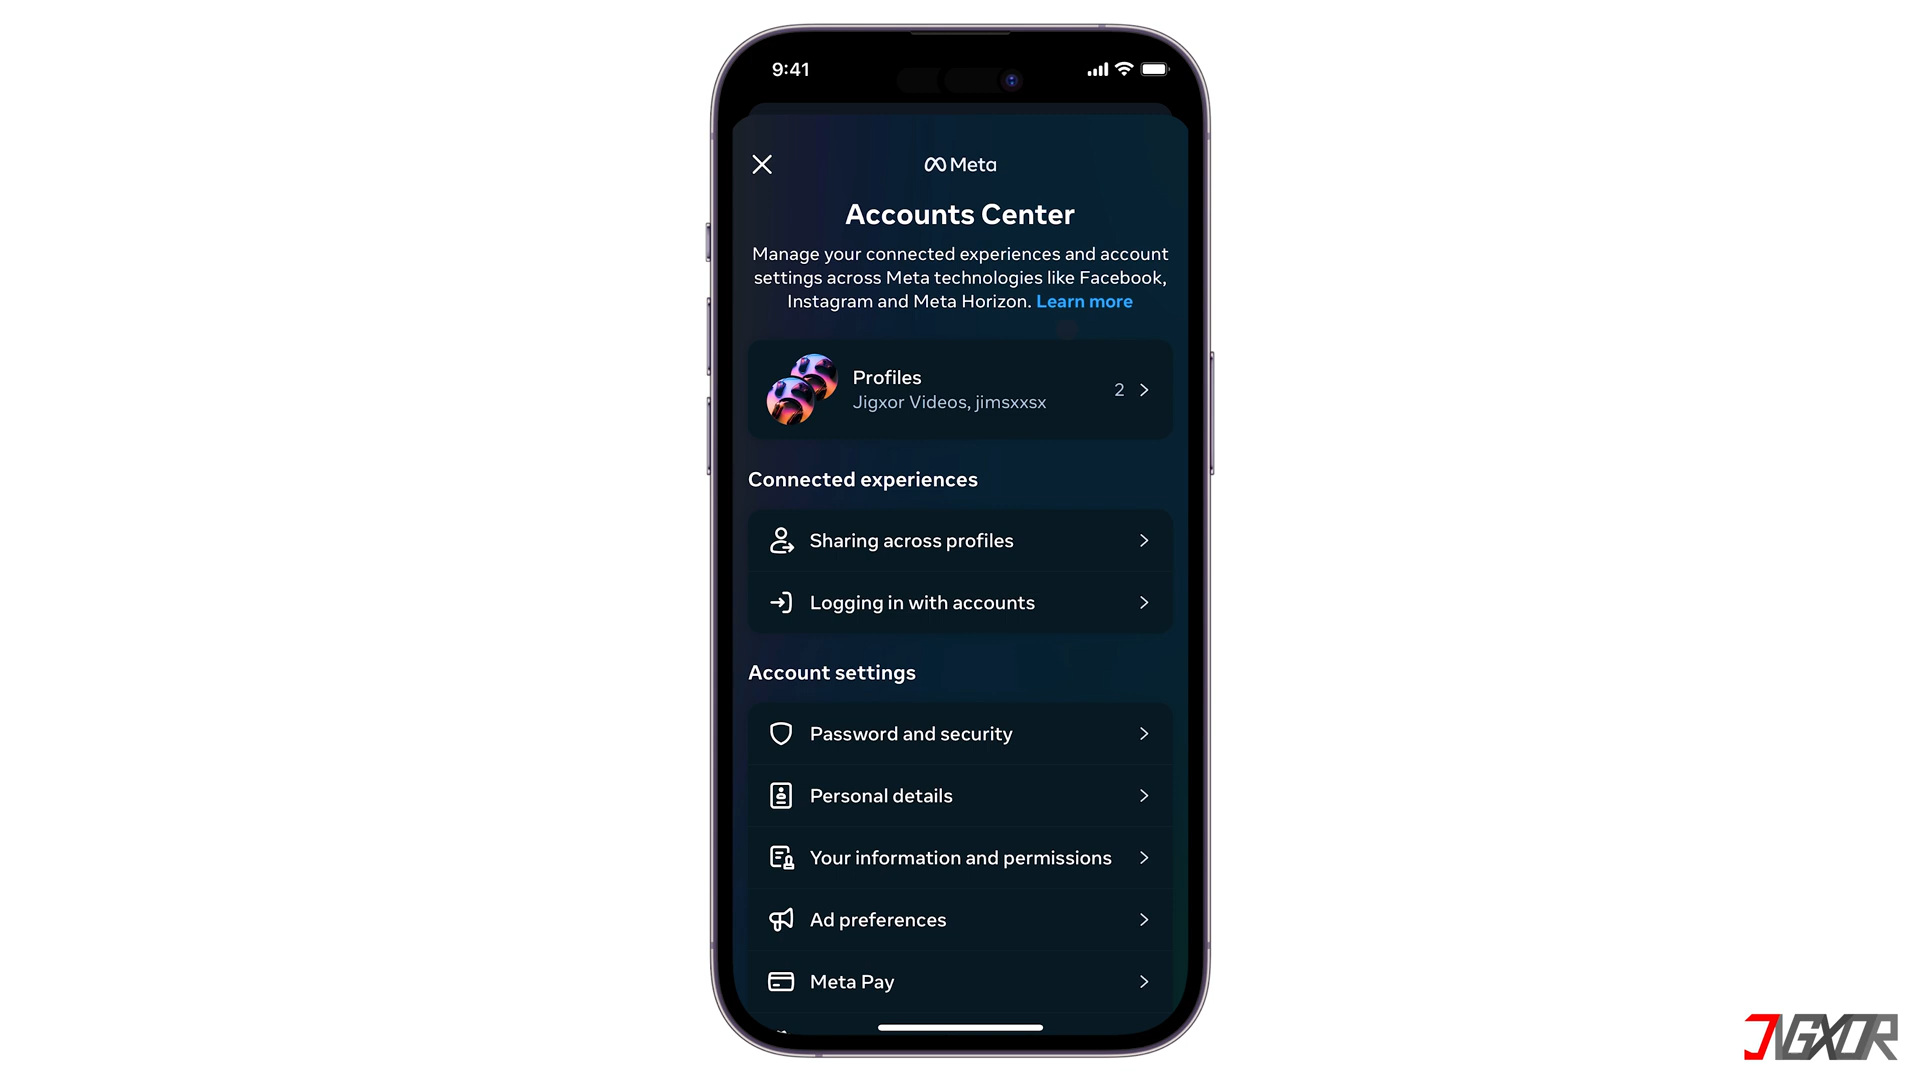 9:41
Meta
Accounts Center
Manage your connected experiences and account
settings across Meta technologies like Facebook,
Instagram and Meta Horizon. Learn more
Profiles
Jigxor Videos, jimsxxsx
2
Connected experiences
Sharing across profiles
Logging in with accounts
Account settings
Password and security
Personal details
Your information and permissions
Ad preferences
Meta Pay
JIGXOR